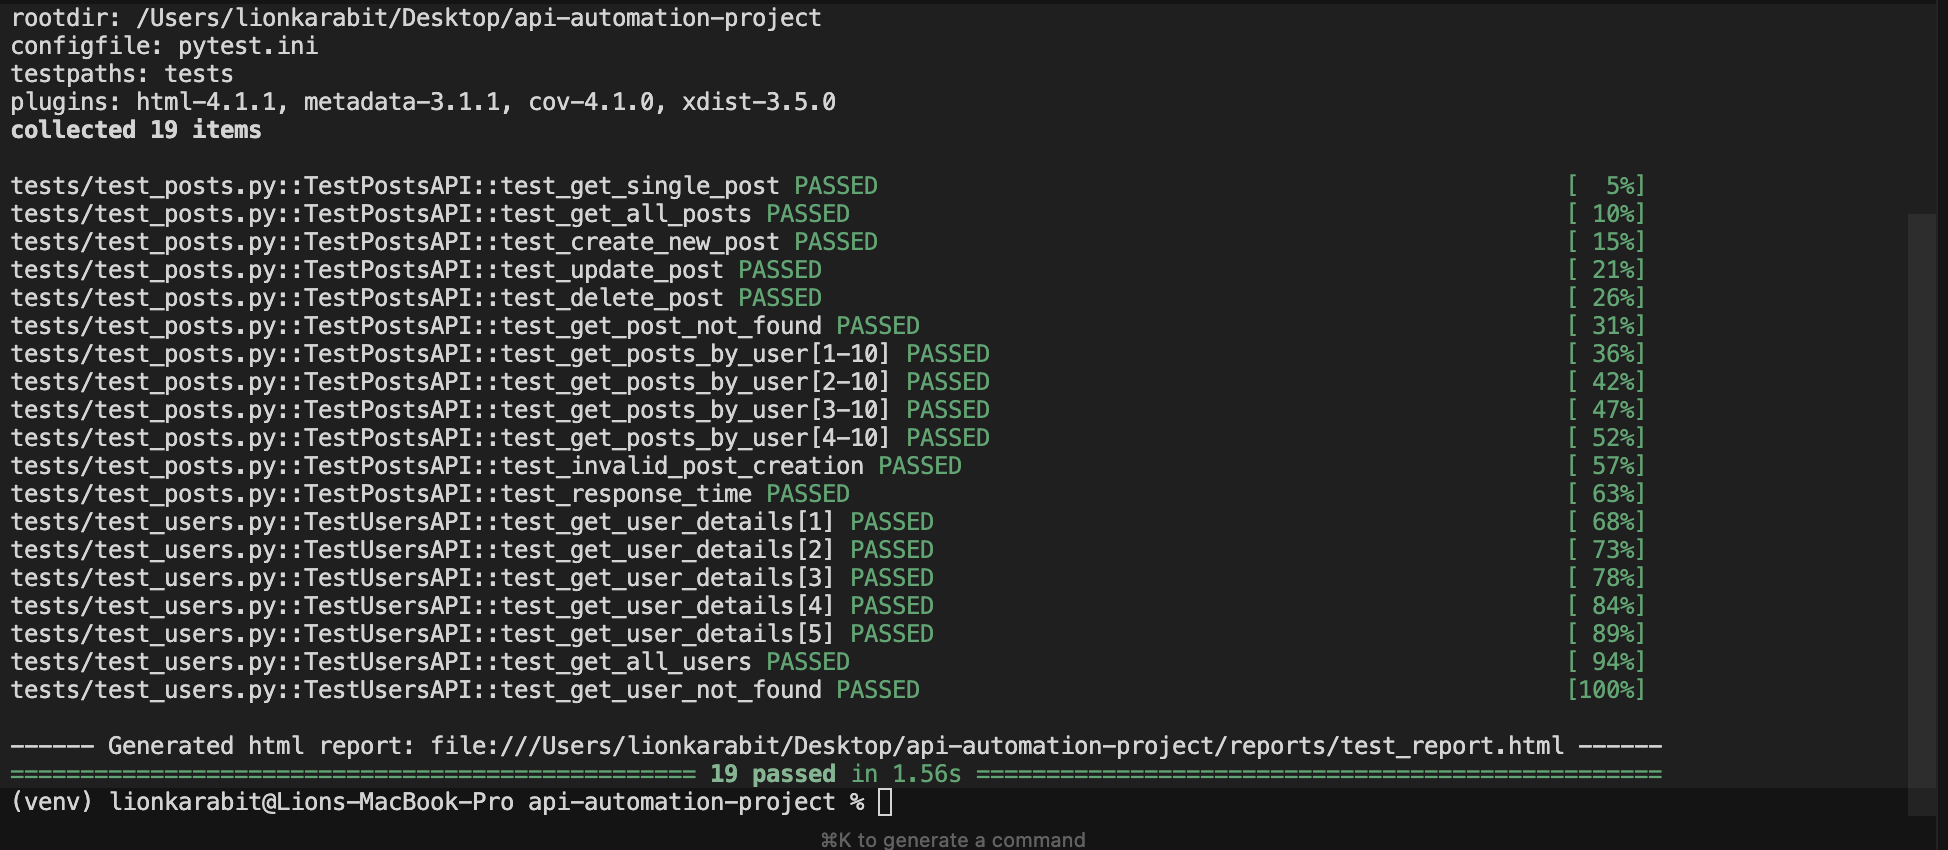 rootdir: /Users/lionkarabit/Desktop/api-automation-project
configfile: pytest.ini
testpaths: tests
plugins: html-4.1.1, metadata-3.1.1, cov-4.1.0, xdist-3.5.0
collected 19 items
tests/test_posts.py::TestPostsAPI::test_get_single_post PASSED [  5%]
tests/test_posts.py::TestPostsAPI::test_get_all_posts PASSED [ 10%]
tests/test_posts.py::TestPostsAPI::test_create_new_post PASSED [ 15%]
tests/test_posts.py::TestPostsAPI::test_update_post PASSED [ 21%]
tests/test_posts.py::TestPostsAPI::test_delete_post PASSED [ 26%]
tests/test_posts.py::TestPostsAPI::test_get_post_not_found PASSED [ 31%]
tests/test_posts.py::TestPostsAPI::test_get_posts_by_user[1-10] PASSED [ 36%]
tests/test_posts.py::TestPostsAPI::test_get_posts_by_user[2-10] PASSED [ 42%]
tests/test_posts.py::TestPostsAPI::test_get_posts_by_user[3-10] PASSED [ 47%]
tests/test_posts.py::TestPostsAPI::test_get_posts_by_user[4-10] PASSED [ 52%]
tests/test_posts.py::TestPostsAPI::test_invalid_post_creation PASSED [ 57%]
tests/test_posts.py::TestPostsAPI::test_response_time PASSED [ 63%]
tests/test_users.py::TestUsersAPI::test_get_user_details[1] PASSED [ 68%]
tests/test_users.py::TestUsersAPI::test_get_user_details[2] PASSED [ 73%]
tests/test_users.py::TestUsersAPI::test_get_user_details[3] PASSED [ 78%]
tests/test_users.py::TestUsersAPI::test_get_user_details[4] PASSED [ 84%]
tests/test_users.py::TestUsersAPI::test_get_user_details[5] PASSED [ 89%]
tests/test_users.py::TestUsersAPI::test_get_all_users PASSED [ 94%]
tests/test_users.py::TestUsersAPI::test_get_user_not_found PASSED [100%]
------ Generated html report: file:///Users/lionkarabit/Desktop/api-automation-project/reports/test_report.html ------
================================================= 19 passed in 1.56s =================================================
(venv) lionkarabit@Lions-MacBook-Pro api-automation-project %
⌘K to generate a command